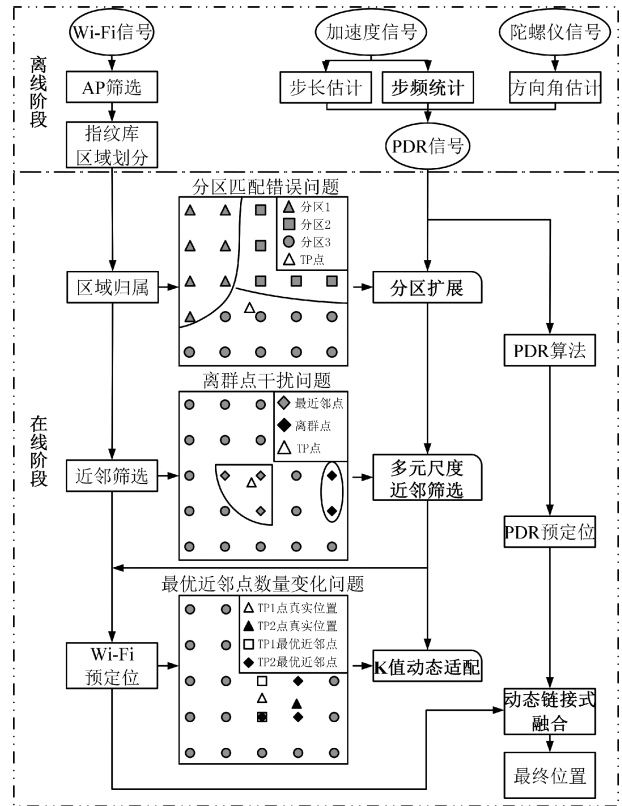 离线阶段
Wi-Fi信号
加速度信号
陀螺仪信号
AP筛选
步长估计
步频统计
方向角估计
指纹库
区域划分
PDR信号
在线阶段
分区匹配错误问题
分区1
分区2
分区3
TP点
区域归属
分区扩展
PDR算法
离群点干扰问题
最近邻点
离群点
TP点
近邻筛选
多元尺度
近邻筛选
PDR预定位
最优近邻点数量变化问题
TP1点真实位置
TP2点真实位置
TP1最优近邻点
TP2最优近邻点
Wi-Fi
预定位
K值动态适配
动态链接式
融合
最终位置